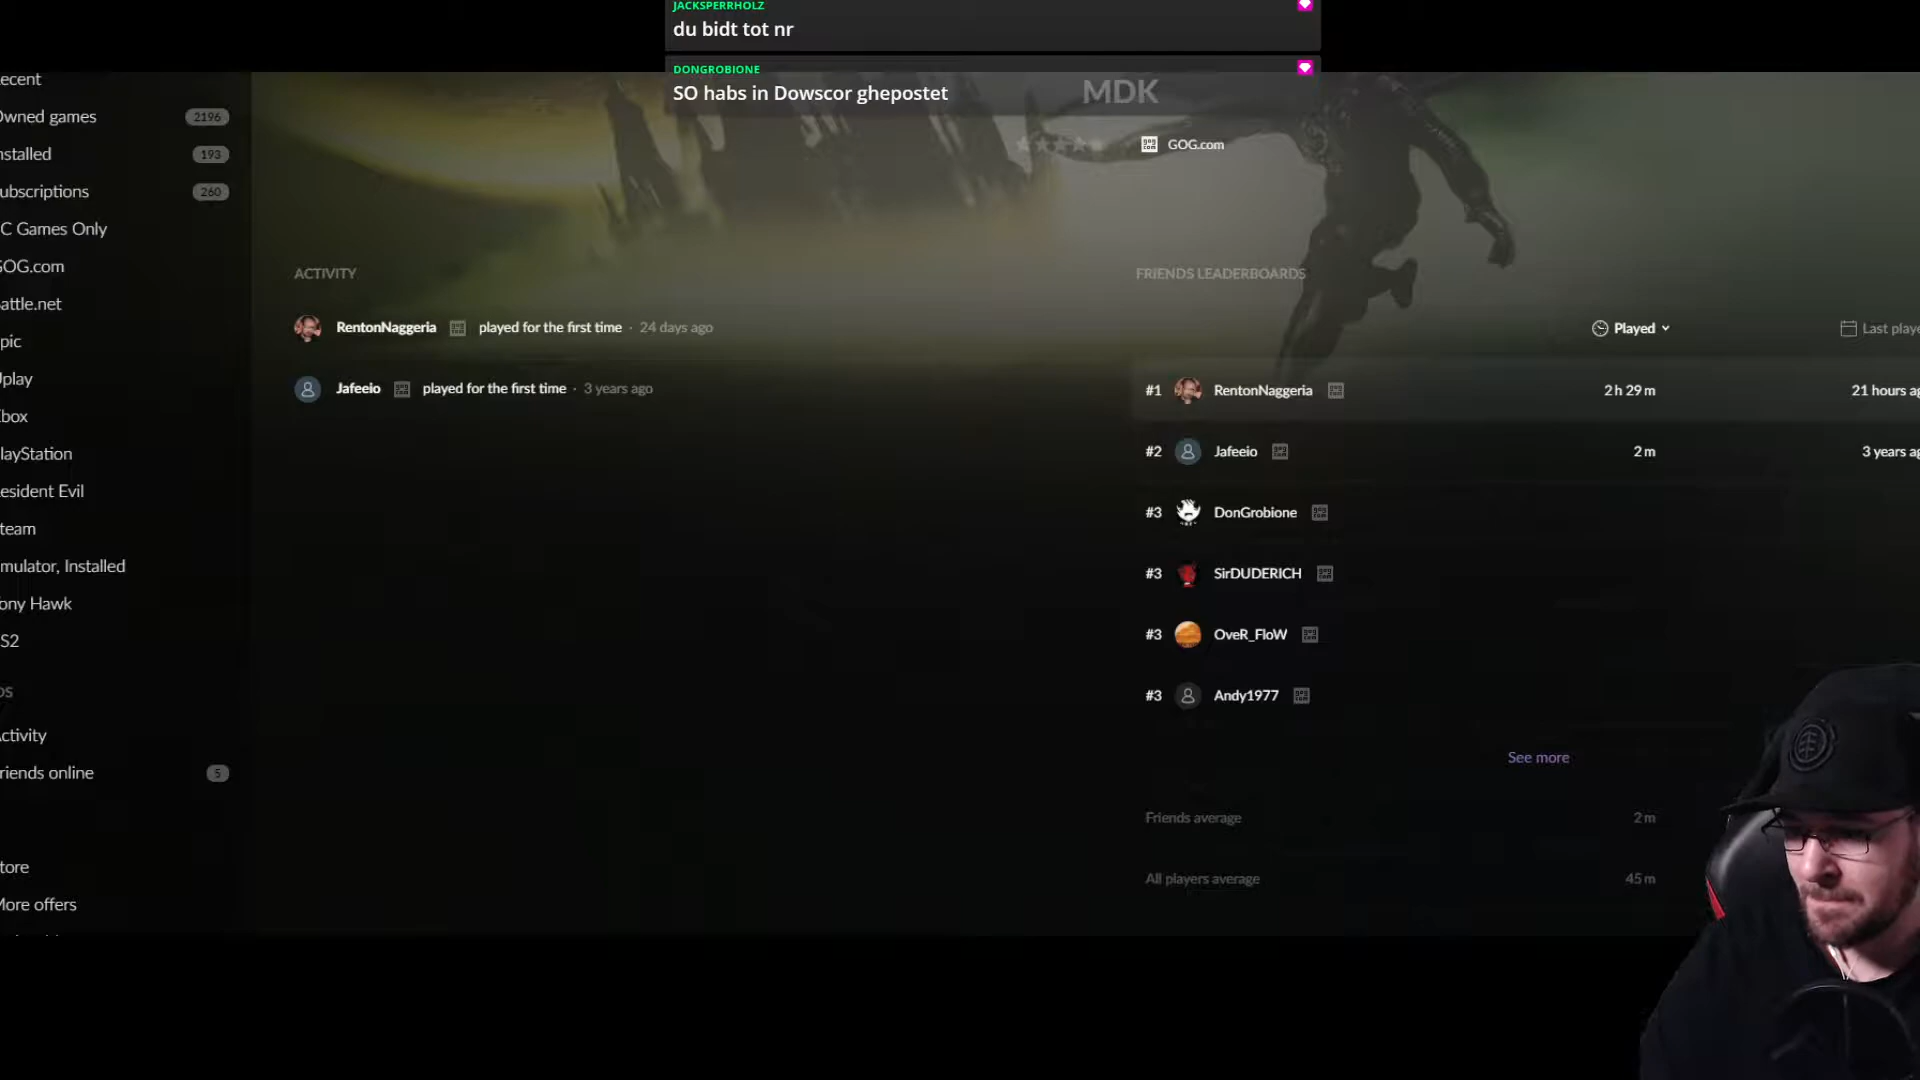 JACKSPERRHOLZ
du bidt tot nr
DONGROBIONE
SO habs in Dowscor ghepostet
MDK
GOG.com
ecent
Owned games 2196
nstalled 193
ubscriptions 260
C Games Only
GOG.com
attle.net
pic
play
box
layStation
esident Evil
team
mulator, Installed
ony Hawk
S2
DS
ctivity
riends online 5
tore
More offers
ACTIVITY
RentonNaggeria played for the first time · 24 days ago
Jafeeio played for the first time · 3 years ago
FRIENDS LEADERBOARDS
Played Last playe
#1 RentonNaggeria 2 h 29 m 21 hours ag
#2 Jafeeio 2 m 3 years ag
#3 DonGrobione
#3 SirDUDERICH
#3 OveR_FloW
#3 Andy1977
See more
Friends average 2 m
All players average 45 m